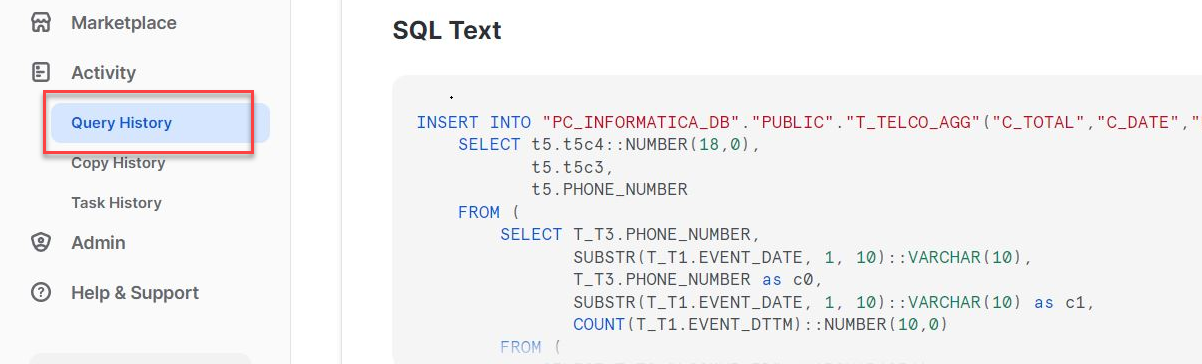 Marketplace
Activity
Query History
Copy History
Task History
Admin
Help & Support
SQL Text
INSERT INTO "PC_INFORMATICA_DB"."PUBLIC"."T_TELCO_AGG"("C_TOTAL","C_DATE","
SELECT t5.t5c4::NUMBER(18,0),
t5.t5c3,
t5.PHONE_NUMBER
FROM (
SELECT T_T3.PHONE_NUMBER,
SUBSTR(T_T1.EVENT_DATE, 1, 10)::VARCHAR(10),
T_T3.PHONE_NUMBER as c0,
SUBSTR(T_T1.EVENT_DATE, 1, 10)::VARCHAR(10) as c1,
COUNT(T_T1.EVENT_DTTM)::NUMBER(10,0)
FROM (